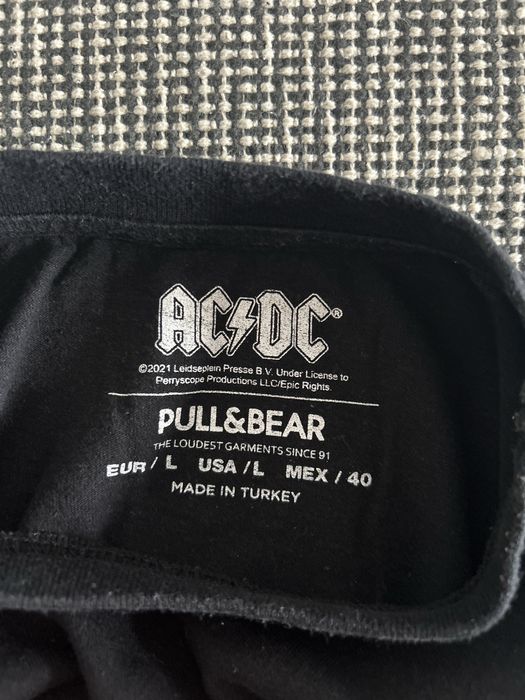 AC⚡DC®
©2021 Leidseplein Presse B.V. Under License to
Perryscope Productions LLC/Epic Rights.
PULL&BEAR
THE LOUDEST GARMENTS SINCE 91
EUR / L USA / L MEX / 40
MADE IN TURKEY